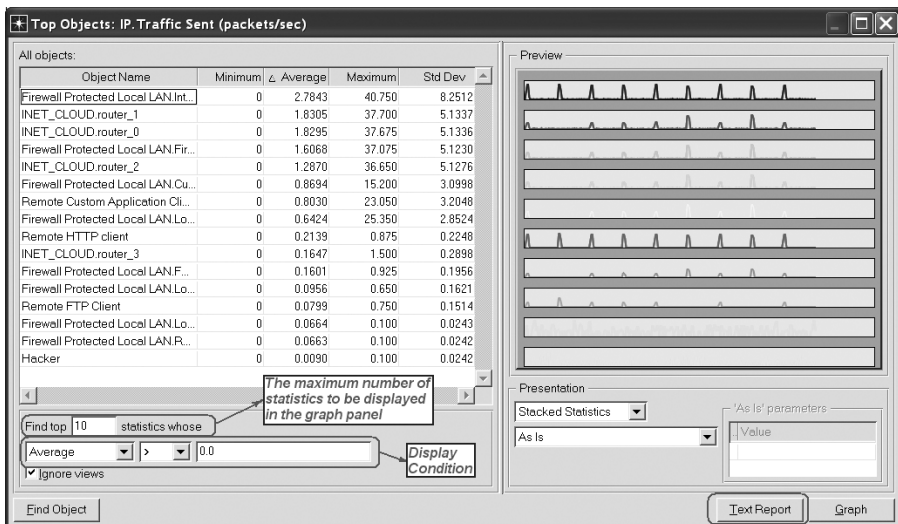 Top Objects: IP.Traffic Sent (packets/sec)
All objects:
Object Name Minimum Average Maximum Std Dev
Firewall Protected Local LAN.Int... 0 2.7843 40.750 8.2512
INET_CLOUD.router_1 0 1.8305 37.700 5.1337
INET_CLOUD.router_0 0 1.8295 37.675 5.1336
Firewall Protected Local LAN.Fir... 0 1.6068 37.075 5.1230
INET_CLOUD.router_2 0 1.2870 36.650 5.1276
Firewall Protected Local LAN.Cu... 0 0.8694 15.200 3.0998
Remote Custom Application Cli... 0 0.8030 23.050 3.2048
Firewall Protected Local LAN.Lo... 0 0.6424 25.350 2.8524
Remote HTTP client 0 0.2139 0.875 0.2248
INET_CLOUD.router_3 0 0.1647 1.500 0.2898
Firewall Protected Local LAN.F... 0 0.1601 0.925 0.1956
Firewall Protected Local LAN.Lo... 0 0.0956 0.650 0.1621
Remote FTP Client 0 0.0799 0.750 0.1514
Firewall Protected Local LAN.Lo... 0 0.0664 0.100 0.0243
Firewall Protected Local LAN.R... 0 0.0663 0.100 0.0242
Hacker 0 0.0090 0.100 0.0242
The maximum number of
statistics to be displayed
in the graph panel
Find top 10 statistics whose
Average > 0.0
Display
Condition
Ignore views
Find Object
Preview
Presentation
Stacked Statistics
As Is
'As Is' parameters
Value
Text Report
Graph